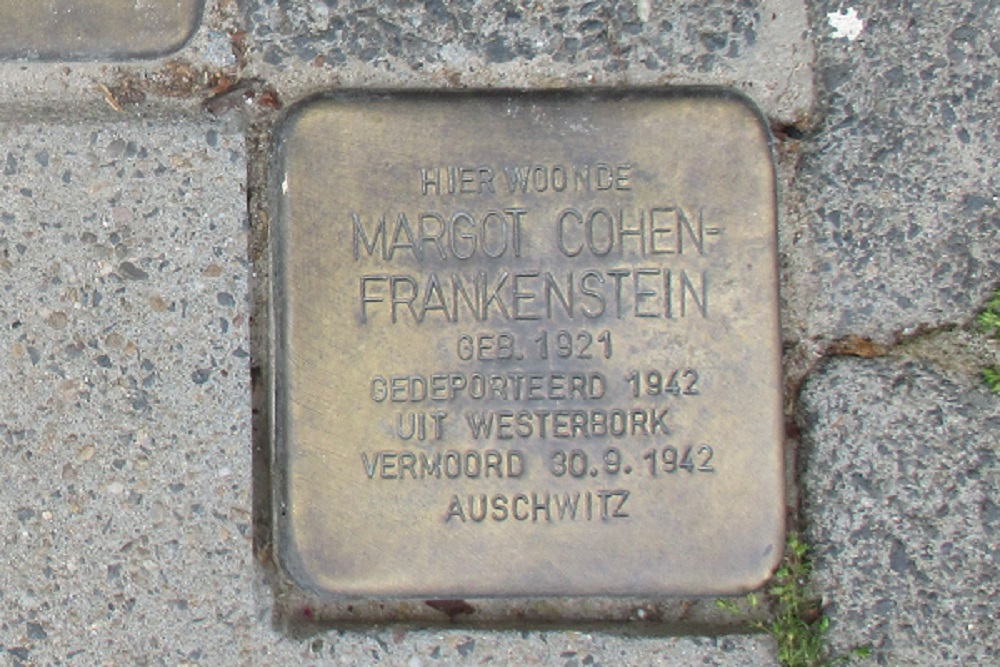 HIER WOONDE
MARGOT COHEN-
FRANKENSTEIN
GEB. 1921
GEDEPORTEERD 1942
UIT WESTERBORK
VERMOORD 30.9.1942
AUSCHWITZ